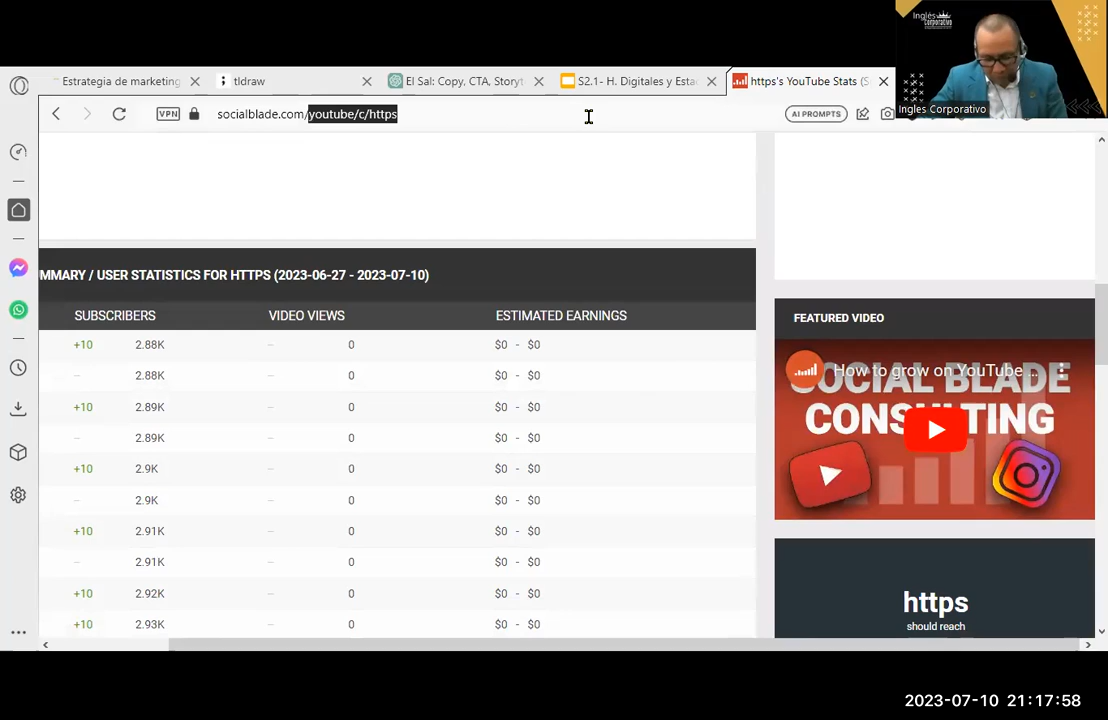 Inglés
corporativo
Ingles Corporativo
Estrategia de marketing
tldraw
El Sal: Copy, CTA, Storyt
S2.1- H. Digitales y Esta
https's YouTube Stats (S
VPN
socialblade.com/youtube/c/https
AI PROMPTS
MMARY / USER STATISTICS FOR HTTPS (2023-06-27 - 2023-07-10)
SUBSCRIBERS VIDEO VIEWS ESTIMATED EARNINGS
+10 2.88K -- 0 $0 - $0
-- 2.88K -- 0 $0 - $0
+10 2.89K -- 0 $0 - $0
-- 2.89K -- 0 $0 - $0
+10 2.9K -- 0 $0 - $0
-- 2.9K -- 0 $0 - $0
+10 2.91K -- 0 $0 - $0
-- 2.91K -- 0 $0 - $0
+10 2.92K -- 0 $0 - $0
+10 2.93K -- 0 $0 - $0
FEATURED VIDEO
How to grow on YouTube ...
SOCIAL BLADE
CONSULTING
https
should reach
2023-07-10 21:17:58